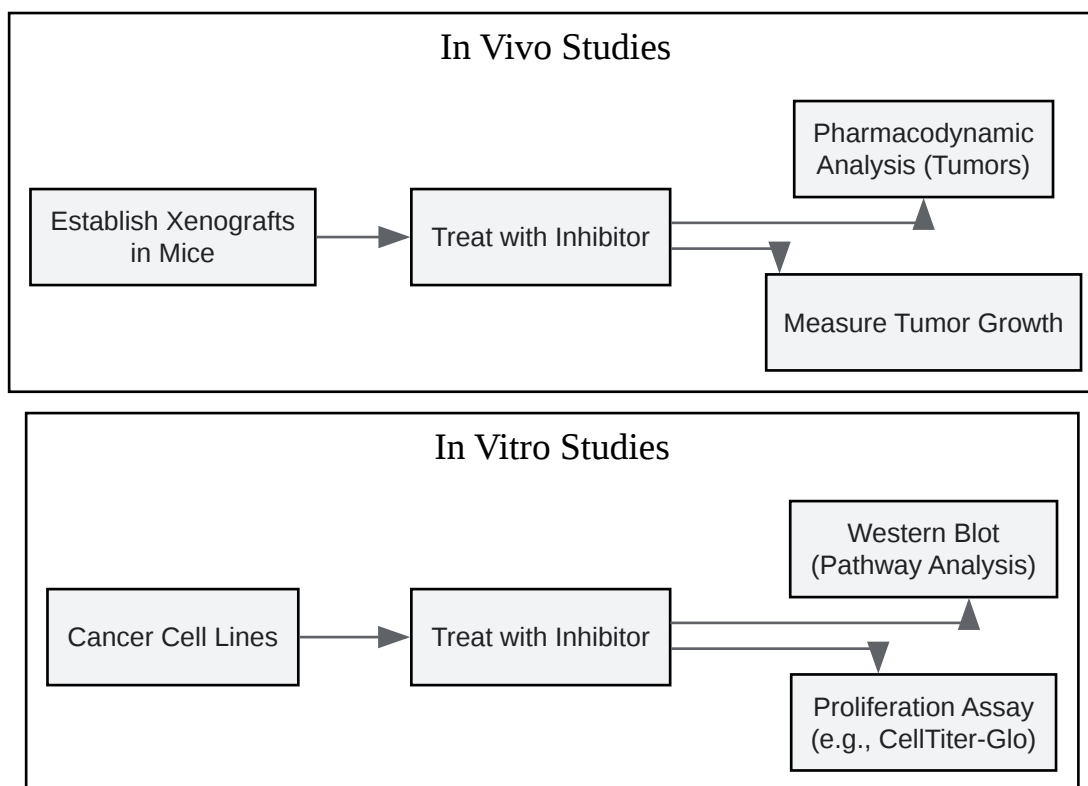 In Vivo Studies
Pharmacodynamic
Analysis (Tumors)
Establish Xenografts
in Mice
Treat with Inhibitor
Measure Tumor Growth
In Vitro Studies
Western Blot
(Pathway Analysis)
Cancer Cell Lines
Treat with Inhibitor
Proliferation Assay
(e.g., CellTiter-Glo)